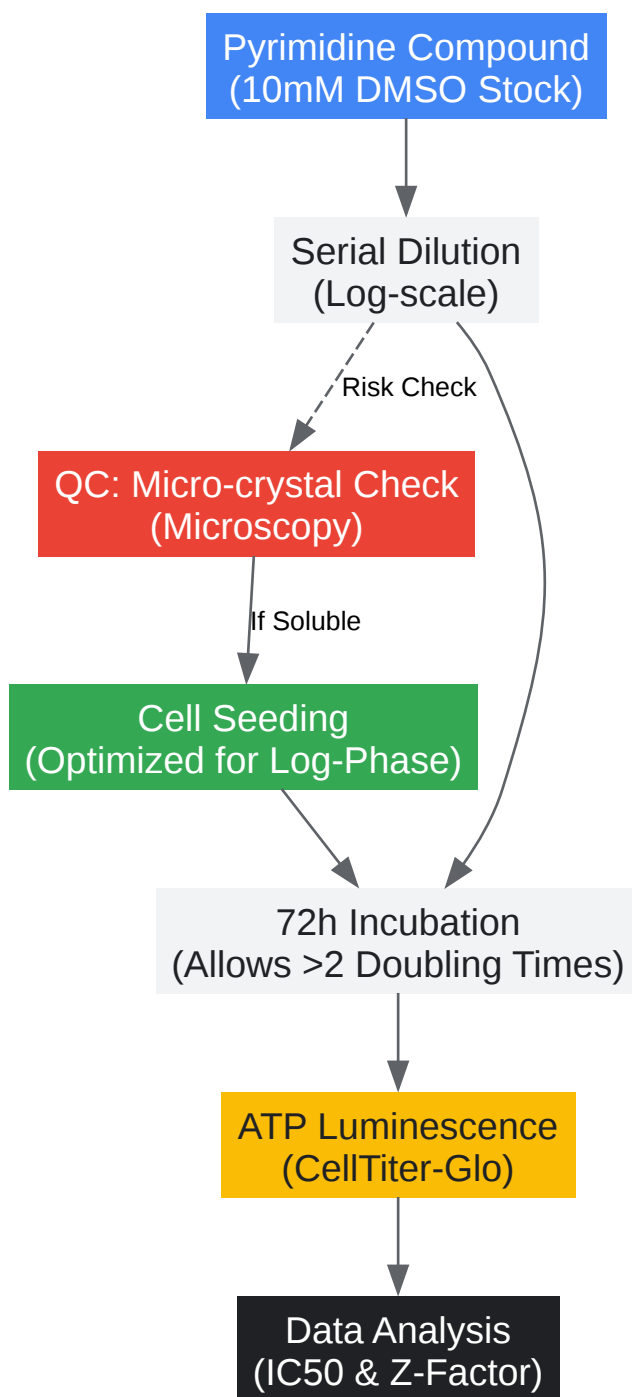 Pyrimidine Compound
(10mM DMSO Stock)
Serial Dilution
(Log-scale)
Risk Check
QC: Micro-crystal Check
(Microscopy)
If Soluble
Cell Seeding
(Optimized for Log-Phase)
72h Incubation
(Allows >2 Doubling Times)
ATP Luminescence
(CellTiter-Glo)
Data Analysis
(IC50 & Z-Factor)